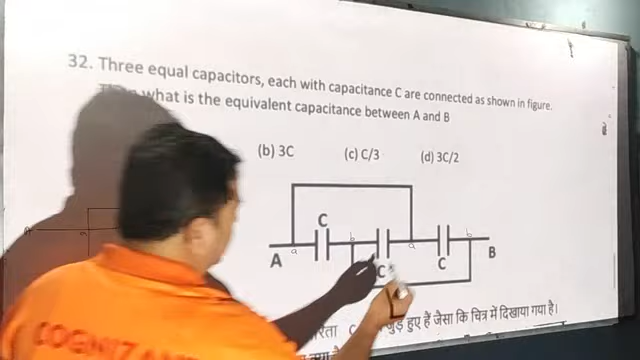 32. Three equal capacitors, each with capacitance C are connected as shown in figure.
what is the equivalent capacitance between A and B
(b) 3C (c) C/3 (d) 3C/2
C
a b a b
A C C B
C जुड़े हुए हैं जैसा कि चित्र में दिखाया गया है।
COGNIZAN